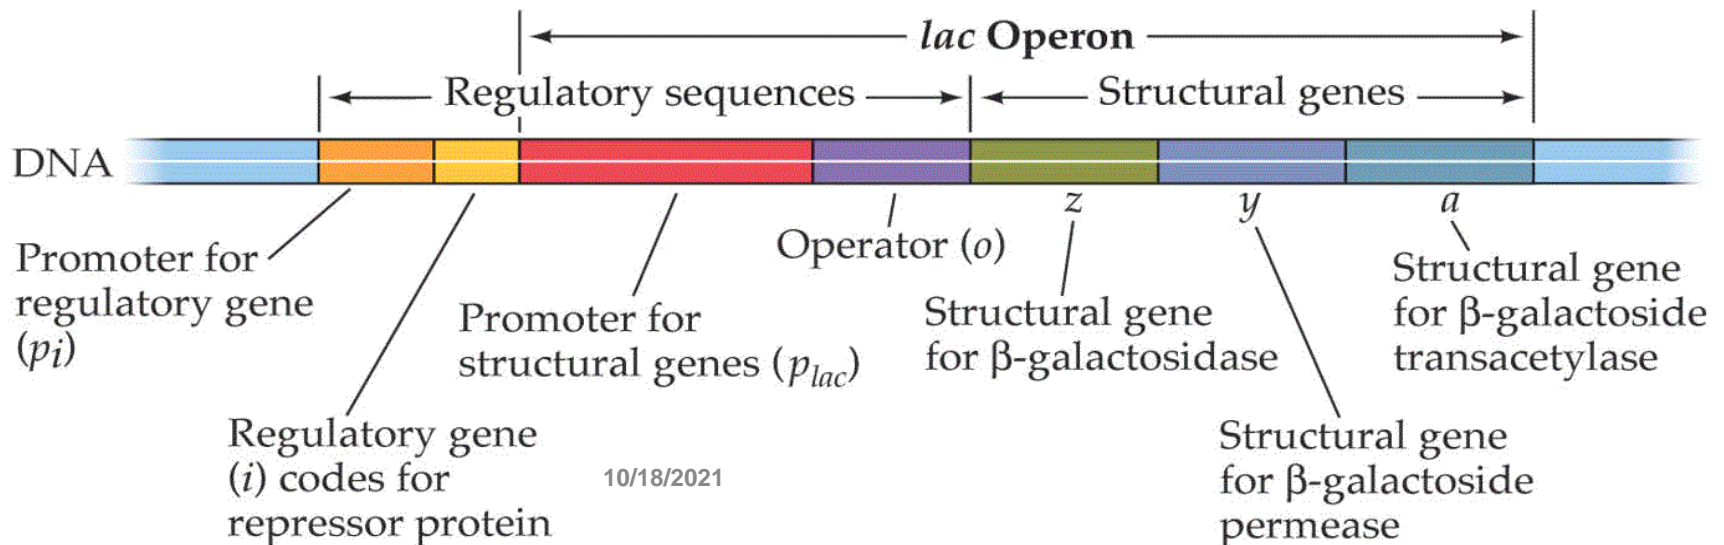 lac Operon
Regulatory sequences
Structural genes
DNA
z
y
a
Promoter for
regulatory gene
(pi)
Regulatory gene
(i) codes for
repressor protein
Promoter for
structural genes (plac)
Operator (o)
Structural gene
for β-galactosidase
Structural gene
for β-galactoside
permease
Structural gene
for β-galactoside
transacetylase
10/18/2021